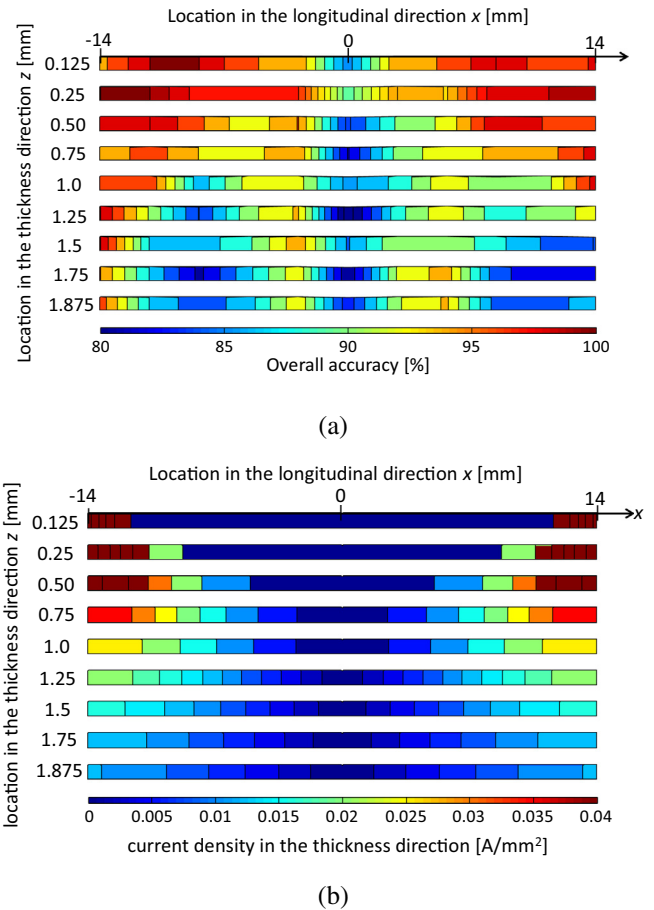 Location in the longitudinal direction x [mm]
-14 0 14
Location in the thickness direction z [mm]
0.125
0.25
0.50
0.75
1.0
1.25
1.5
1.75
1.875
80 85 90 95 100
Overall accuracy [%]
(a)
Location in the longitudinal direction x [mm]
-14 0 14
x
location in the thickness direction z [mm]
0.125
0.25
0.50
0.75
1.0
1.25
1.5
1.75
1.875
0 0.005 0.01 0.015 0.02 0.025 0.03 0.035 0.04
current density in the thickness direction [A/mm²]
(b)